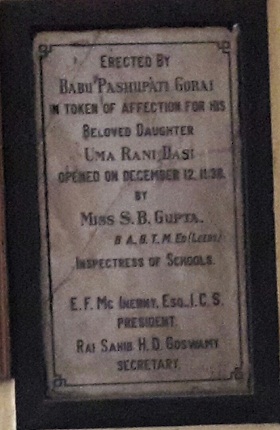 ERECTED BY
BABU PASHUPATI GORAI
IN TOKEN OF AFFECTION FOR HIS
BELOVED DAUGHTER
UMA RANI DASI
OPENED ON DECEMBER 12, 1938.
BY
MISS S. B. GUPTA.
B A., B T., M. ED (LEEDS)
INSPECTRESS OF SCHOOLS.
E. F. MC INERNY, ESQ., I. C. S.
PRESIDENT.
RAI SAHIB H. D. GOSWAMY
SECRETARY.